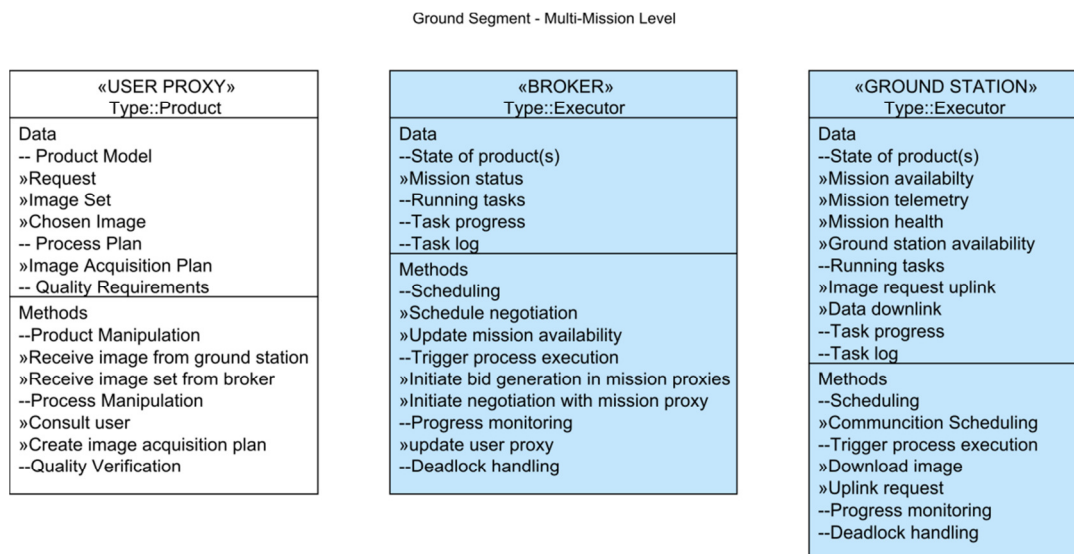 Ground Segment - Multi-Mission Level
«USER PROXY»
Type::Product
Data
-- Product Model
»Request
»Image Set
»Chosen Image
-- Process Plan
»Image Acquisition Plan
-- Quality Requirements
Methods
--Product Manipulation
»Receive image from ground station
»Receive image set from broker
--Process Manipulation
»Consult user
»Create image acquisition plan
--Quality Verification
«BROKER»
Type::Executor
Data
--State of product(s)
»Mission status
--Running tasks
--Task progress
--Task log
Methods
--Scheduling
»Schedule negotiation
»Update mission availability
--Trigger process execution
»Initiate bid generation in mission proxies
»Initiate negotiation with mission proxy
--Progress monitoring
»update user proxy
--Deadlock handling
«GROUND STATION»
Type::Executor
Data
--State of product(s)
»Mission availabilty
»Mission telemetry
»Mission health
»Ground station availability
--Running tasks
»Image request uplink
»Data downlink
--Task progress
--Task log
Methods
--Scheduling
»Communcition Scheduling
--Trigger process execution
»Download image
»Uplink request
--Progress monitoring
--Deadlock handling